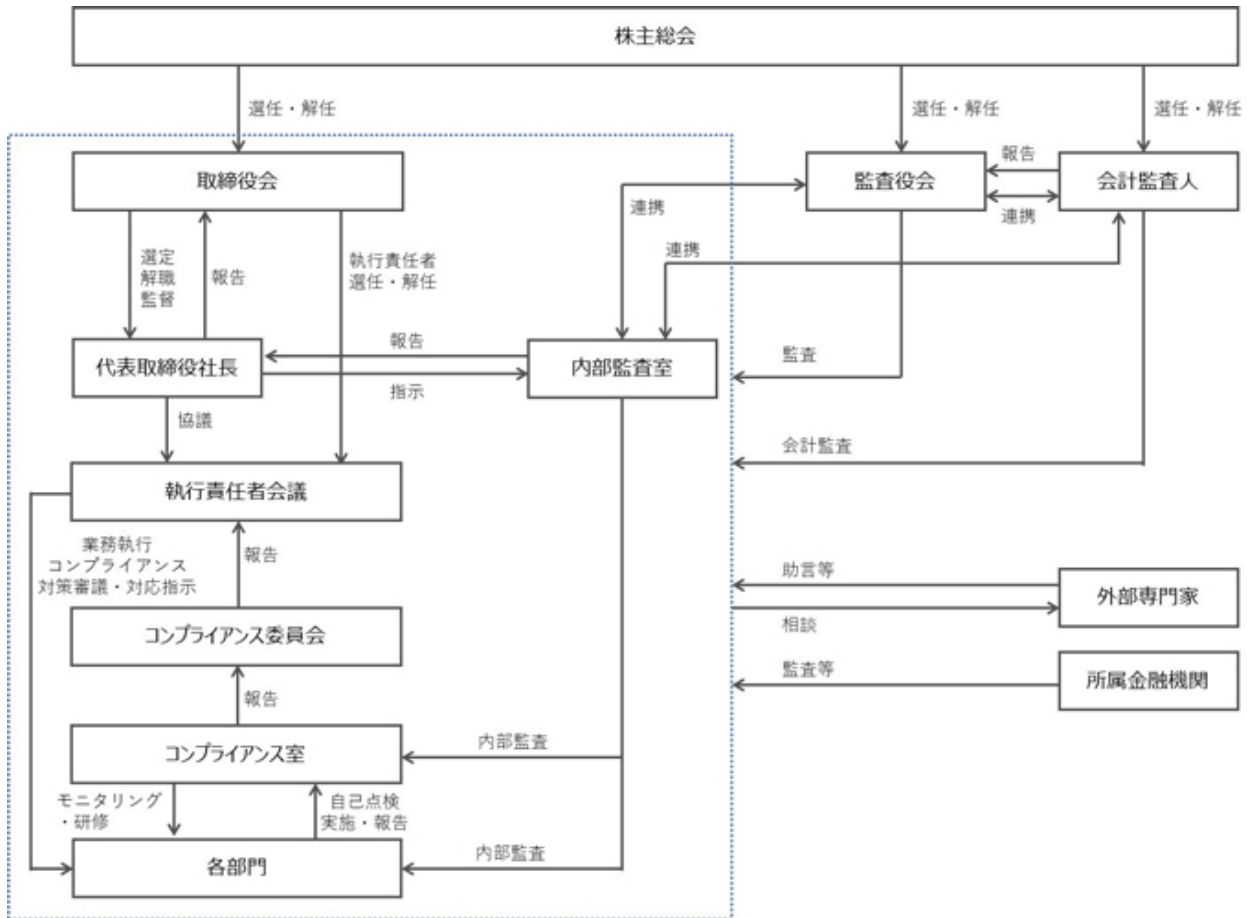 株主総会
選任・解任
選任・解任
選任・解任
取締役会
監査役会
報告
連携
会計監査人
連携
連携
選定
解職
監督
報告
執行責任者
選任・解任
代表取締役社長
報告
指示
内部監査室
監査
協議
会計監査
執行責任者会議
業務執行
コンプライアンス
対策審議・対応指示
報告
助言等
相談
外部専門家
コンプライアンス委員会
監査等
所属金融機関
報告
コンプライアンス室
内部監査
モニタリング
・研修
自己点検
実施・報告
各部門
内部監査